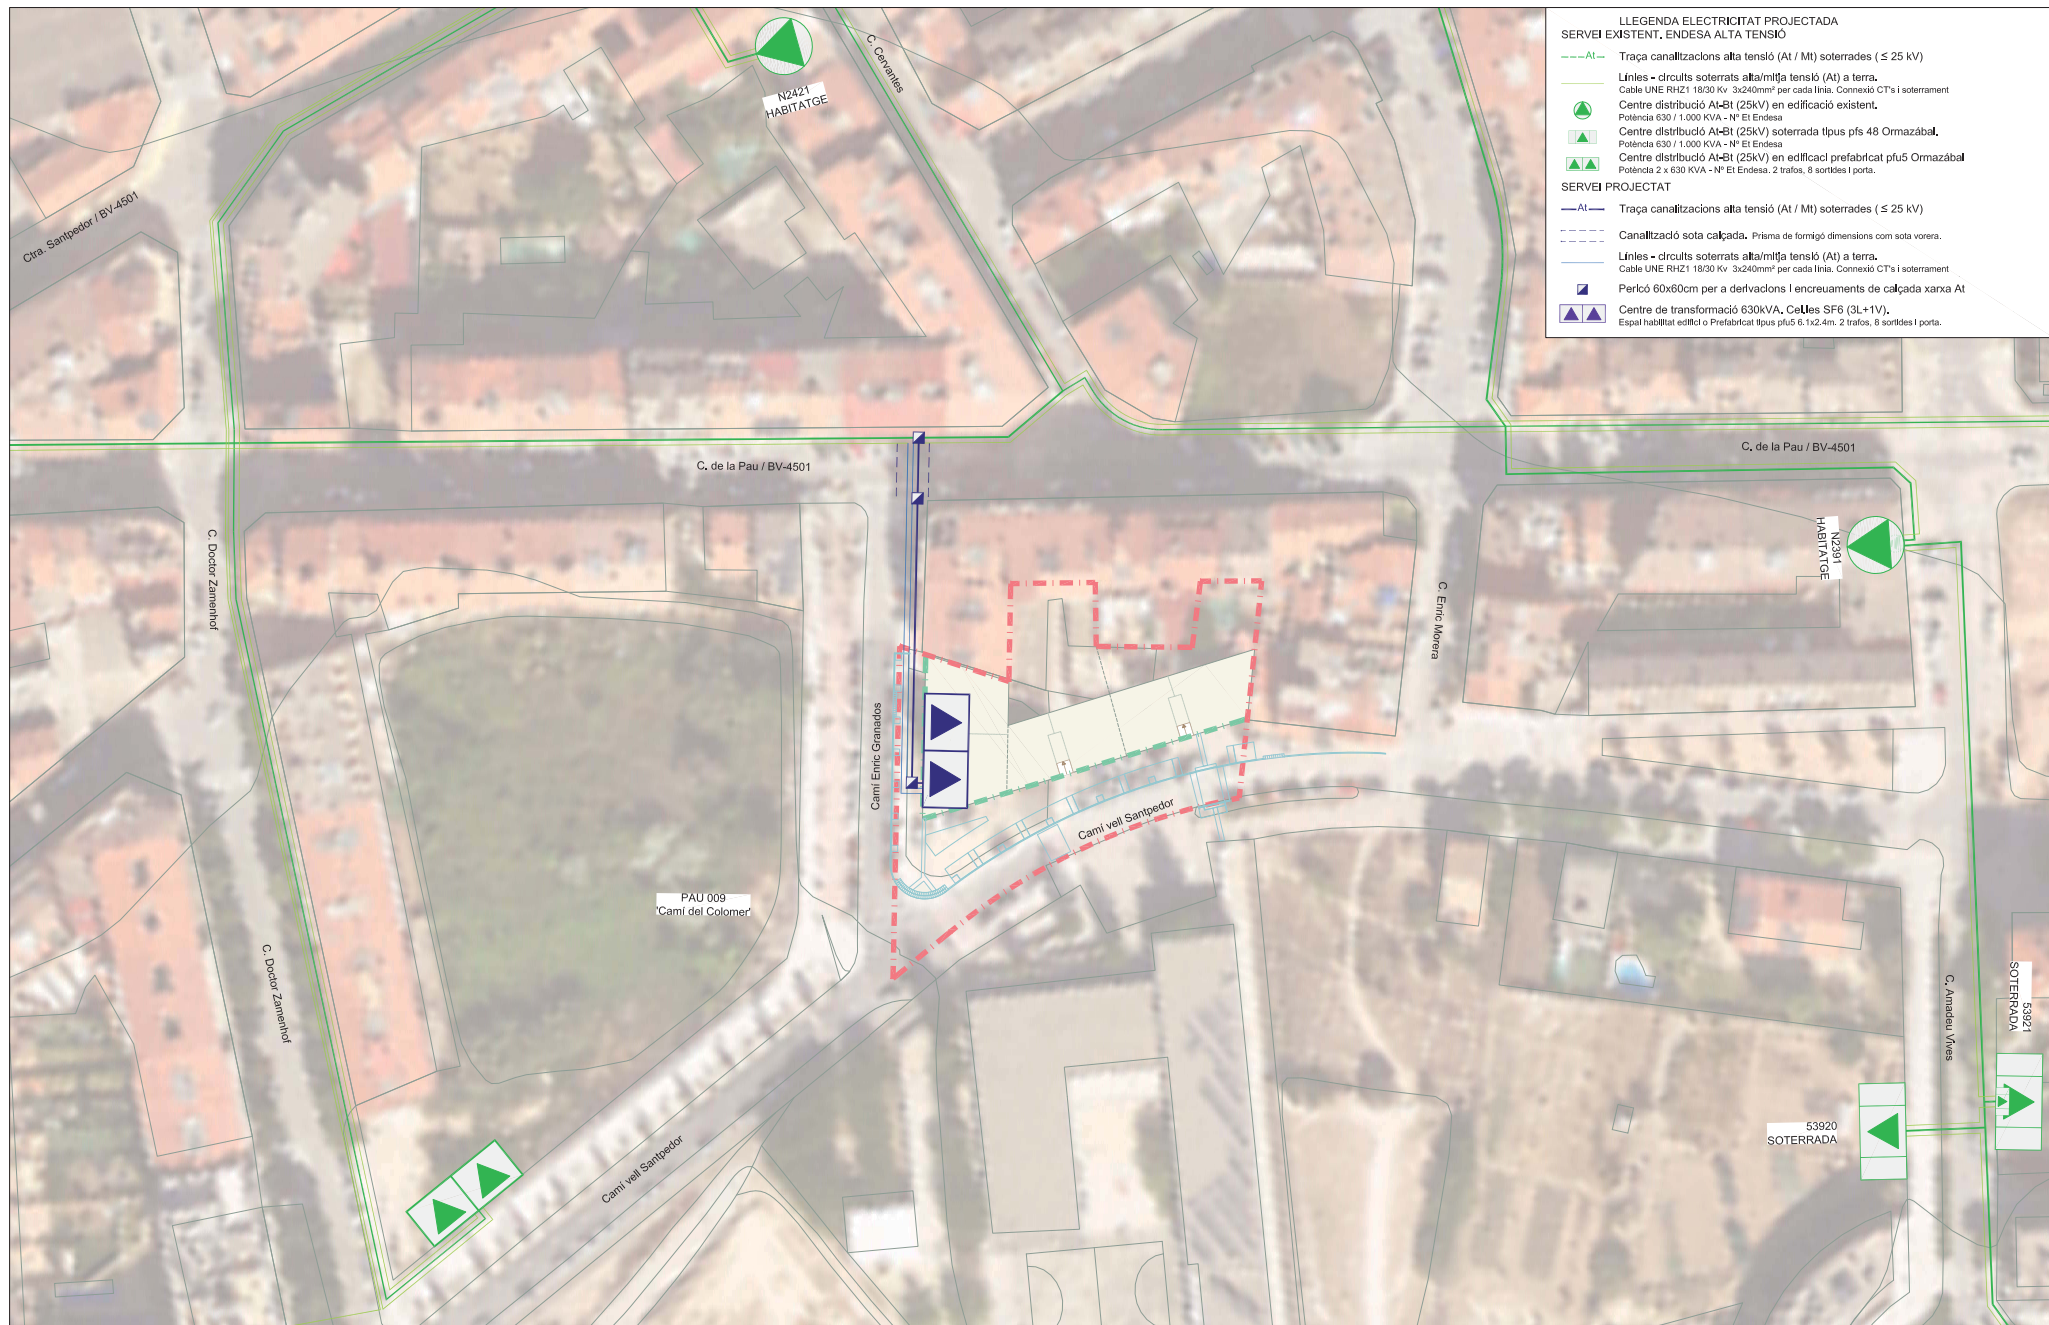 LLEGENDA ELECTRICITAT PROJECTADA
SERVEI EXISTENT. ENDESA ALTA TENSIÓ
At
Traça canalitzacions alta tensió (At / Mt) soterrades ( ≤ 25 kV)
Línies - circuits soterrats alta/mitja tensió (At) a terra.
Cable UNE RHZ1 18/30 Kv 3x240mm² per cada línia. Connexió CT's i soterrament
Centre distribució At-Bt (25kV) en edificació existent.
Potència 630 / 1.000 KVA - Nº Et Endesa
Centre distribució At-Bt (25kV) soterrada tipus pfs 48 Ormazábal.
Potència 630 / 1.000 KVA - Nº Et Endesa
Centre distribució At-Bt (25kV) en edificaci prefabricat pfu5 Ormazábal
Potència 2 x 630 KVA - Nº Et Endesa. 2 trafos, 8 sortides i porta.
SERVEI PROJECTAT
At
Traça canalitzacions alta tensió (At / Mt) soterrades ( ≤ 25 kV)
Canalització sota calçada. Prisma de formigó dimensions com sota vorera.
Línies - circuits soterrats alta/mitja tensió (At) a terra.
Cable UNE RHZ1 18/30 Kv 3x240mm² per cada línia. Connexió CT's i soterrament
Pericó 60x60cm per a derivacions i encreuaments de calçada xarxa At
Centre de transformació 630kVA. Cel.les SF6 (3L+1V).
Espai habilitat edifici o Prefabricat tipus pfu5 6.1x2.4m. 2 trafos, 8 sortides i porta.
N2421
HABITATGE
C. Cervantes
Ctra. Santpedor / BV-4501
C. de la Pau / BV-4501
C. de la Pau / BV-4501
C. Doctor Zamenhof
N2391
HABITATGE
C. Enric Morera
Camí Enric Granados
Camí vell Santpedor
PAU 009
'Camí del Colomer'
C. Doctor Zamenhof
C. Amadeu Vives
53921
SOTERRADA
53920
SOTERRADA
Camí vell Santpedor